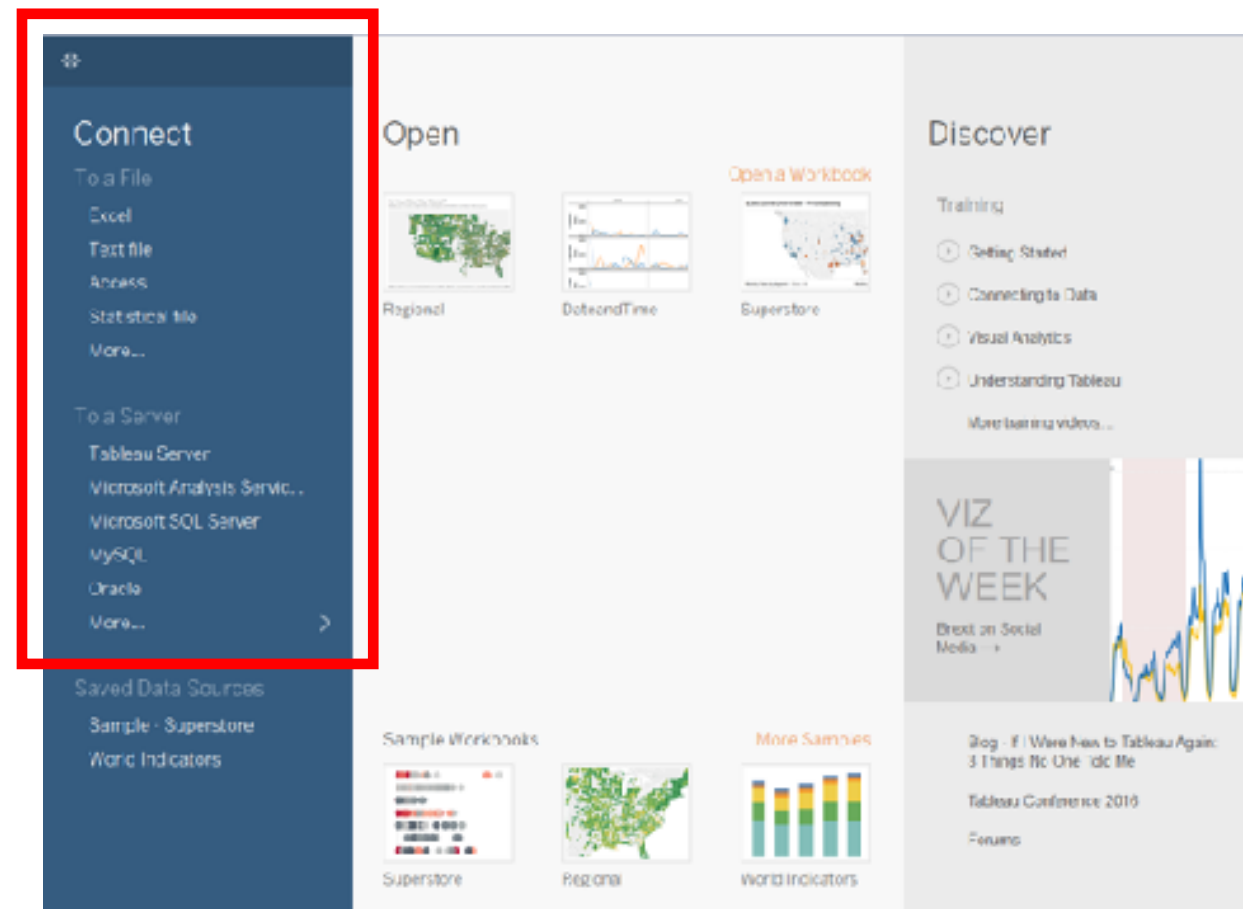 Connect
To a File
Excel
Text file
Access
Statistical file
More...
To a Server
Tableau Server
Microsoft Analysis Servic...
Microsoft SQL Server
MySQL
Oracle
More...
Saved Data Sources
Sample - Superstore
World Indicators
Open
Open a Workbook
Regional
DateandTime
Superstore
Sample Workbooks
More Samples
Superstore
Regional
World Indicators
Discover
Training
Getting Started
Connecting to Data
Visual Analytics
Understanding Tableau
More training videos...
VIZ
OF THE
WEEK
Brexit on Social
Media →
Blog - If I Were New to Tableau Again:
3 Things No One Told Me
Tableau Conference 2016
Forums